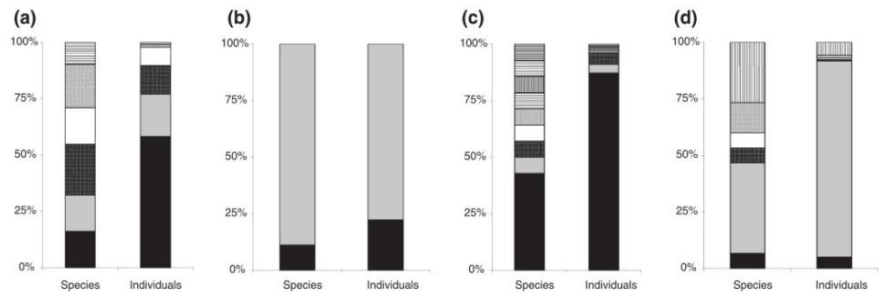 (a)
100%
75%
50%
25%
0%
Species Individuals
(b)
100%
75%
50%
25%
0%
Species Individuals
(c)
100%
75%
50%
25%
0%
Species Individuals
(d)
100%
75%
50%
25%
0%
Species Individuals